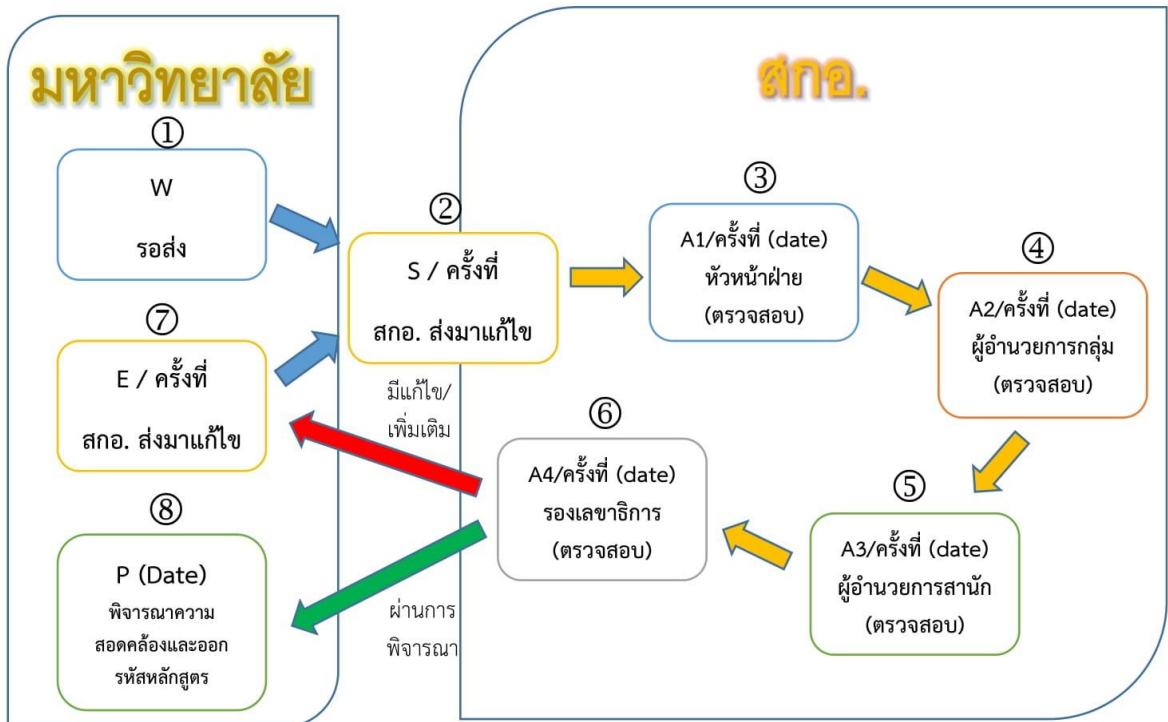 มหาวิทยาลัย
สกอ.
①
W
รอส่ง
②
S / ครั้งที่
สกอ. ส่งมาแก้ไข
③
A1/ครั้งที่ (date)
หัวหน้าฝ่าย
(ตรวจสอบ)
④
A2/ครั้งที่ (date)
ผู้อำนวยการกลุ่ม
(ตรวจสอบ)
⑤
A3/ครั้งที่ (date)
ผู้อำนวยการสานัก
(ตรวจสอบ)
⑥
A4/ครั้งที่ (date)
รองเลขาธิการ
(ตรวจสอบ)
มีแก้ไข/
เพิ่มเติม
⑦
E / ครั้งที่
สกอ. ส่งมาแก้ไข
ผ่านการ
พิจารณา
⑧
P (Date)
พิจารณาความ
สอดคล้องและออก
รหัสหลักสูตร